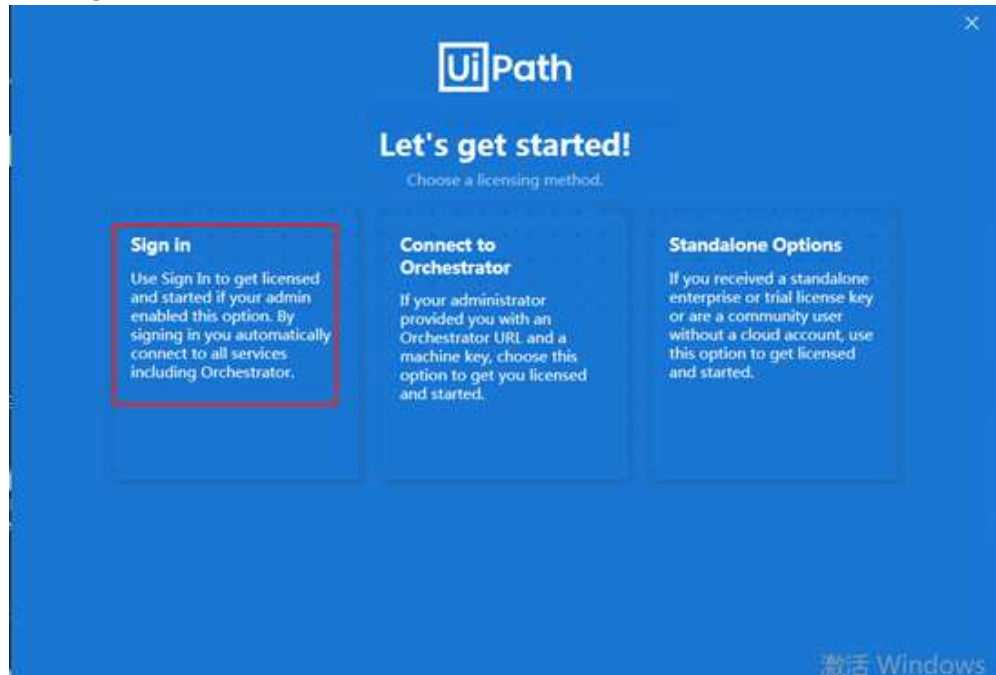 UiPath
Let's get started!
Choose a licensing method.
Sign in
Use Sign In to get licensed
and started if your admin
enabled this option. By
signing in you automatically
connect to all services
including Orchestrator.
Connect to
Orchestrator
If your administrator
provided you with an
Orchestrator URL and a
machine key, choose this
option to get you licensed
and started.
Standalone Options
If you received a standalone
enterprise or trial license key
or are a community user
without a cloud account, use
this option to get licensed
and started.
激活 Windows